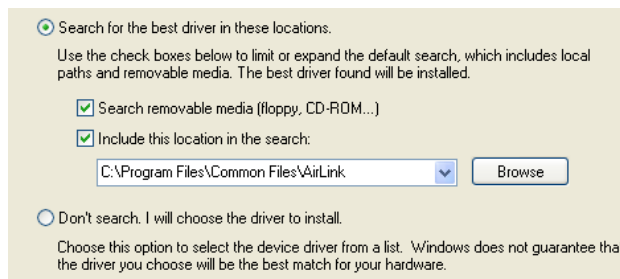 Search for the best driver in these locations.
Use the check boxes below to limit or expand the default search, which includes local
paths and removable media. The best driver found will be installed.
Search removable media (floppy, CD-ROM...)
Include this location in the search:
C:\Program Files\Common Files\AirLink
Browse
Don't search. I will choose the driver to install.
Choose this option to select the device driver from a list. Windows does not guarantee tha
the driver you choose will be the best match for your hardware.